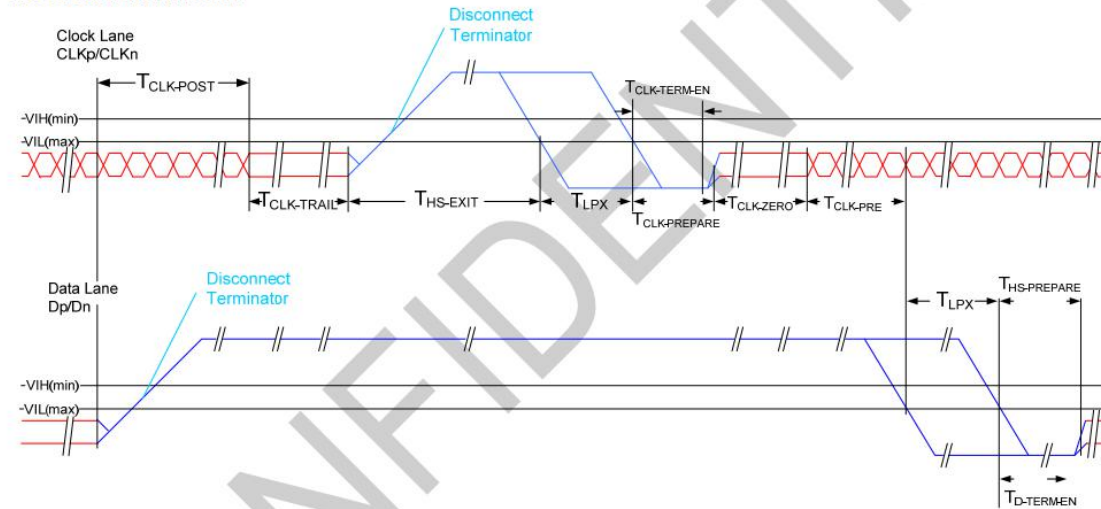 Disconnect
Terminator
Clock Lane
CLKp/CLKn
TCLK-POST
TCLK-TERM-EN
VIH(min)
VIL(max)
TCLK-TRAIL
THS-EXIT
TLPX
TCLK-PREPARE
TCLK-ZERO
TCLK-PRE
Disconnect
Terminator
Data Lane
Dp/Dn
TLPX
THS-PREPARE
VIH(min)
VIL(max)
TD-TERM-EN
NFIDENT